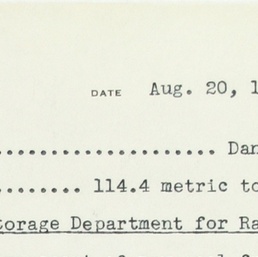 DATE Aug. 20, 1
.................... Dan
........ 114.4 metric to
torage Department for Ra